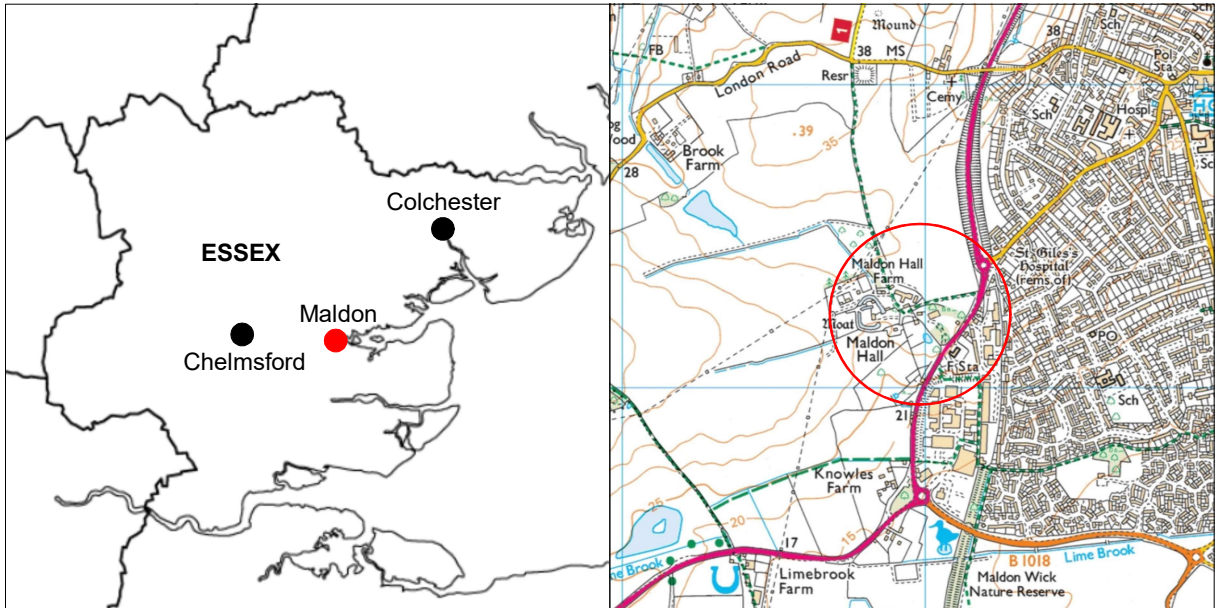 Colchester
ESSEX
Maldon
Chelmsford
1
Mound
Sch
38
FB
London Road
38
MS
Pol
Sta
Resr
Cemy
Sch
Hospl
.39
35
Brook
Farm
28
St Giles's
Hospital
(rems of)
Maldon Hall
Farm
Moat
Maldon
Hall
PO
F Sta
Sch
21
Knowles
Farm
25
20
17
15
Lime Brook
B 1018
Limebrook
Farm
Maldon Wick
Nature Reserve